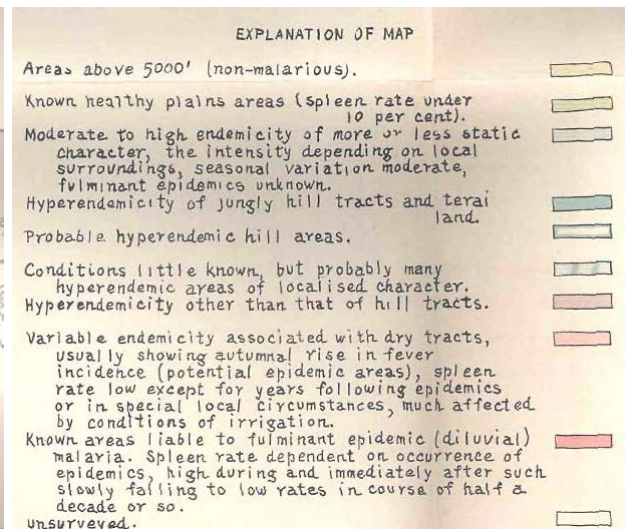 EXPLANATION OF MAP
Areas above 5000' (non-malarious).
Known healthy plains areas (spleen rate under
10 per cent).
Moderate to high endemicity of more or less static
character, the intensity depending on local
surroundings, seasonal variation moderate,
fulminant epidemics unknown.
Hyperendemicity of jungly hill tracts and terai
land.
Probable hyperendemic hill areas.
Conditions little known, but probably many
hyperendemic areas of localised character.
Hyperendemicity other than that of hill tracts.
Variable endemicity associated with dry tracts,
usually showing autumnal rise in fever
incidence (potential epidemic areas), spleen
rate low except for years following epidemics
or in special local circumstances, much affected
by conditions of irrigation.
Known areas liable to fulminant epidemic (diluvial)
malaria. Spleen rate dependent on occurrence of
epidemics, high during and immediately after such
slowly falling to low rates in course of half a
decade or so.
unsurveyed.